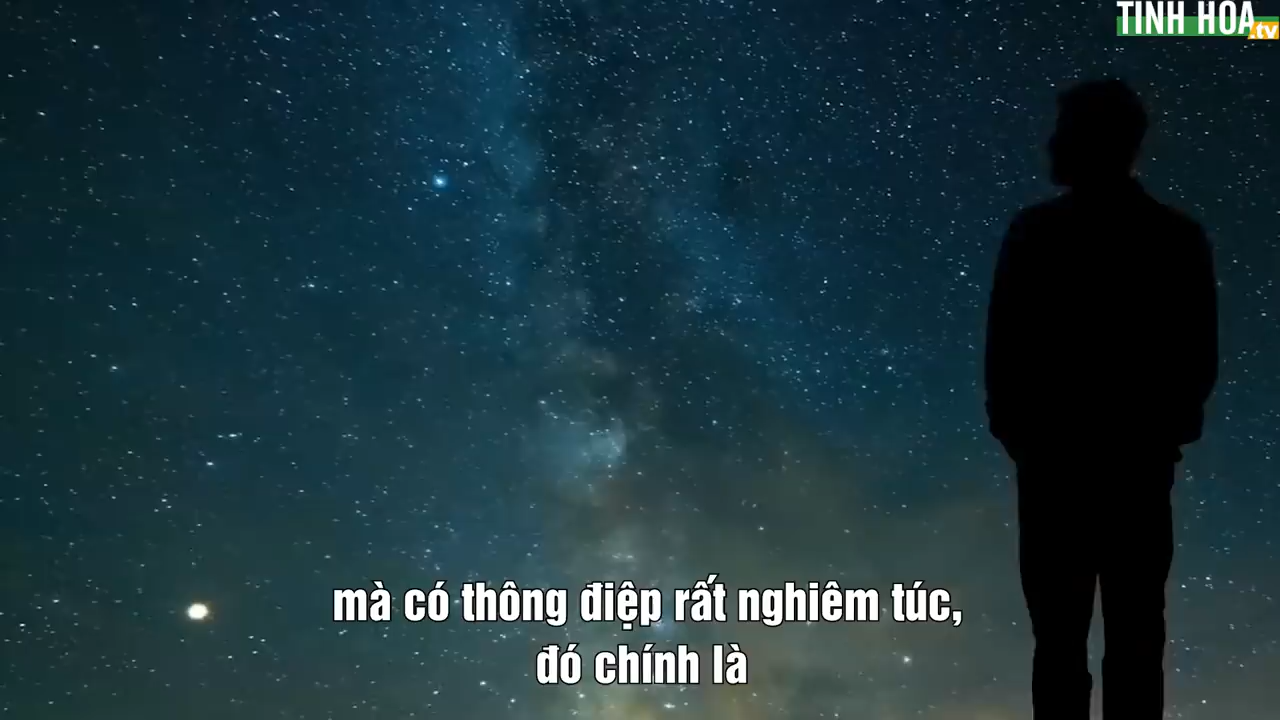 TINH HOA
.tv
mà có thông điệp rất nghiêm túc,
đó chính là